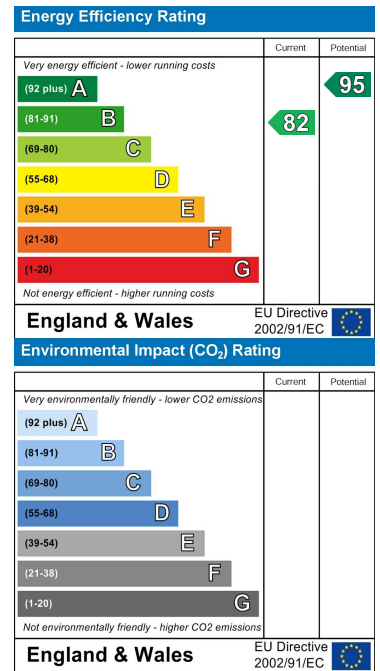 Energy Efficiency Rating
Current Potential
Very energy efficient - lower running costs
(92 plus) A
95
(81-91) B
82
(69-80) C
(55-68) D
(39-54) E
(21-38) F
(1-20) G
Not energy efficient - higher running costs
England & Wales
EU Directive
2002/91/EC
Environmental Impact (CO₂) Rating
Current Potential
Very environmentally friendly - lower CO2 emissions
(92 plus) A
(81-91) B
(69-80) C
(55-68) D
(39-54) E
(21-38) F
(1-20) G
Not environmentally friendly - higher CO2 emissions
England & Wales
EU Directive
2002/91/EC